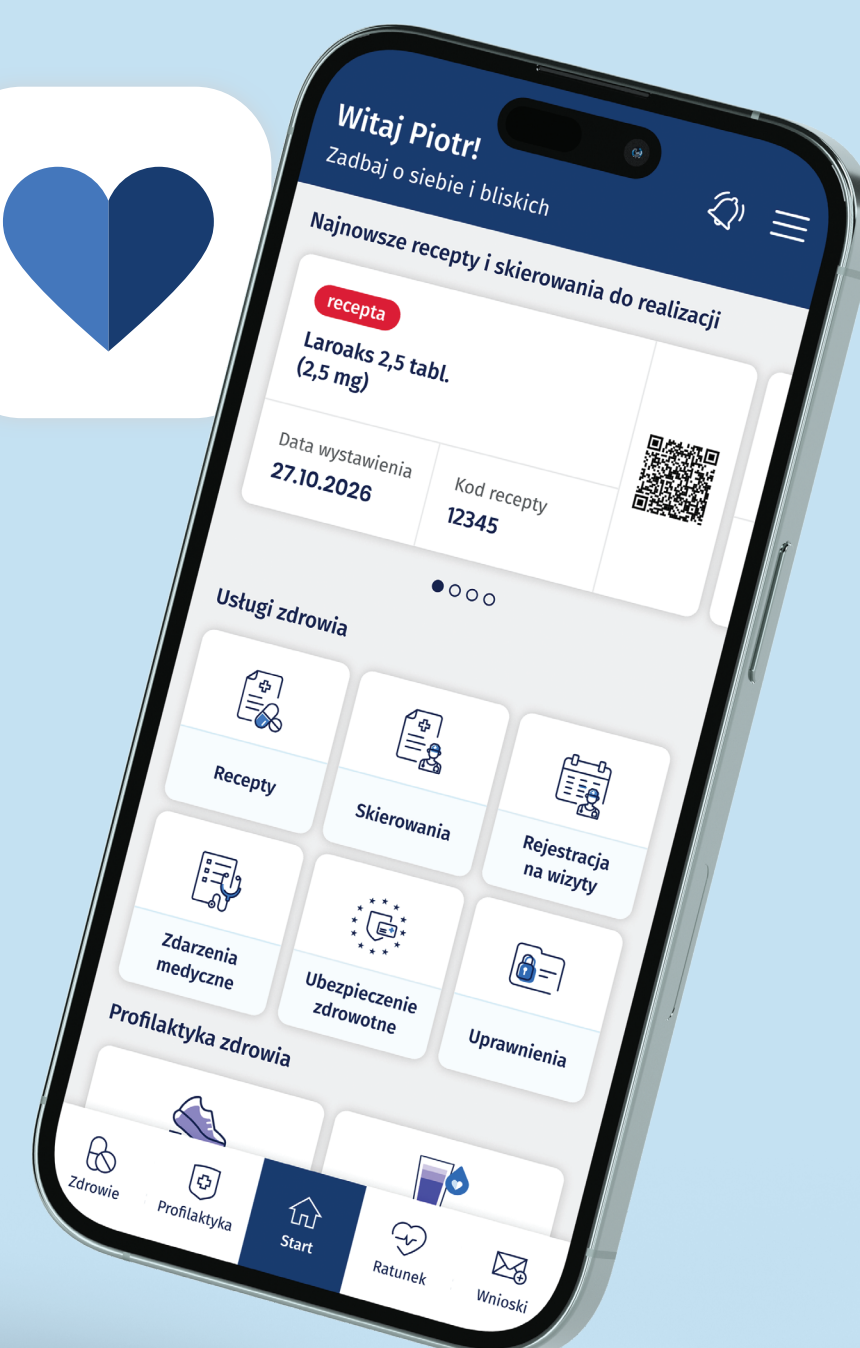 Witaj Piotr!
Zadbaj o siebie i bliskich
Najnowsze recepty i skierowania do realizacji
recepta
Laroaks 2,5 tabl.
(2,5 mg)
Data wystawienia
27.10.2026
Kod recepty
12345
Usługi zdrowia
Recepty
Skierowania
Rejestracja
na wizyty
Zdarzenia
medyczne
Ubezpieczenie
zdrowotne
Uprawnienia
Profilaktyka zdrowia
Zdrowie
Profilaktyka
Start
Ratunek
Wnioski